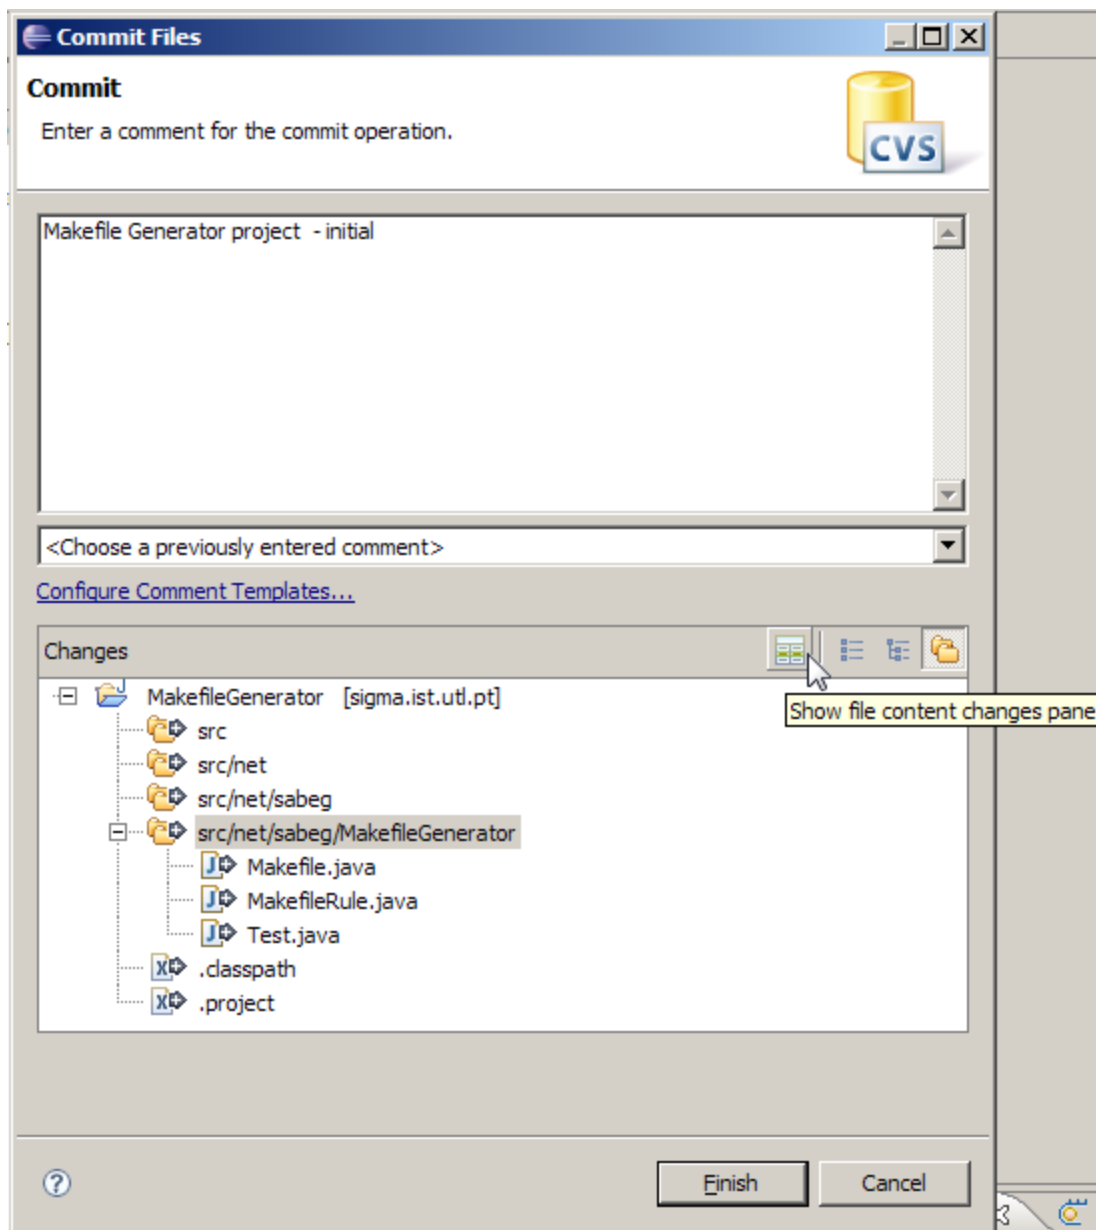 Commit Files
Commit
Enter a comment for the commit operation.
CVS
Makefile Generator project  - initial
<Choose a previously entered comment>
Configure Comment Templates...
Changes
Show file content changes pane
MakefileGenerator [sigma.ist.utl.pt]
src
src/net
src/net/sabeg
src/net/sabeg/MakefileGenerator
J Makefile.java
J MakefileRule.java
J Test.java
X .classpath
X .project
? Finish Cancel